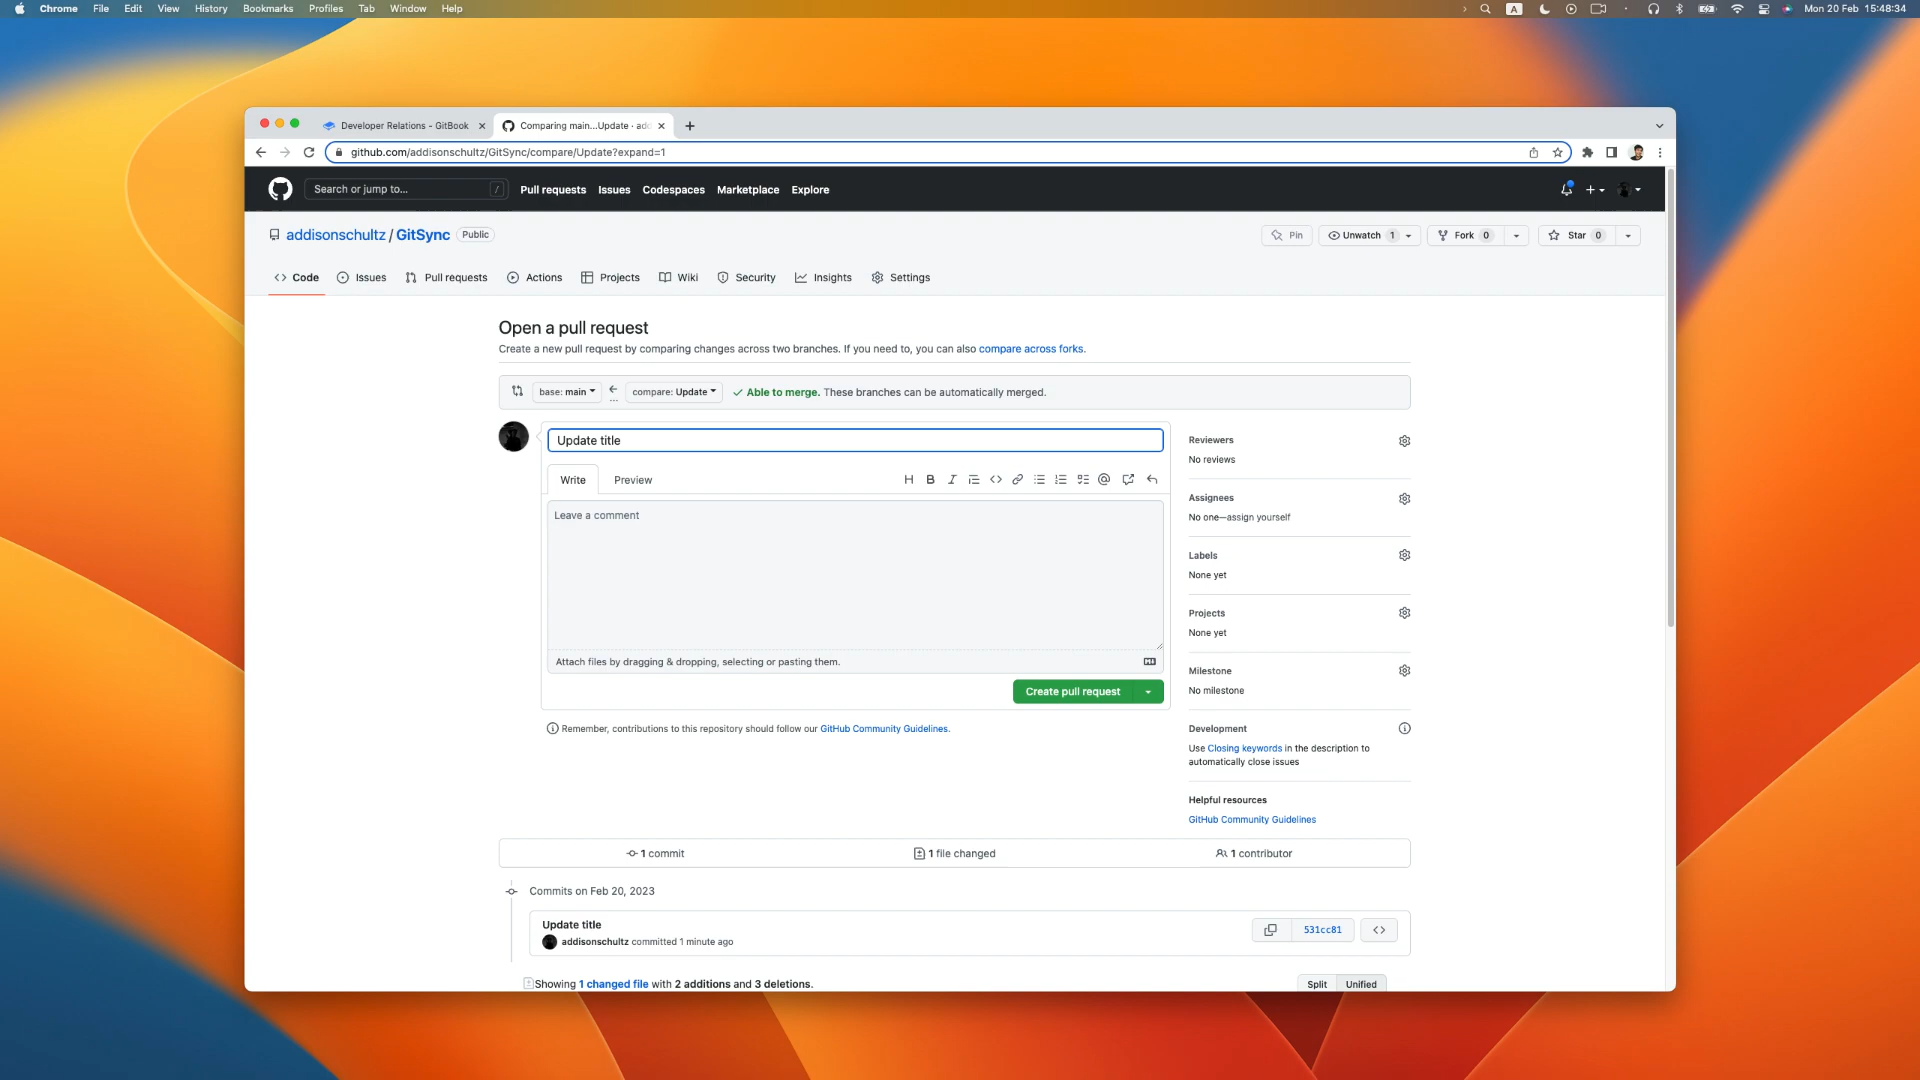 Chrome File Edit View History Bookmarks Profiles Tab Window Help
A Mon 20 Feb 15:48:34
Developer Relations - GitBook
Comparing main...Update · add
github.com/addisonschultz/GitSync/compare/Update?expand=1
Search or jump to... /
Pull requests Issues Codespaces Marketplace Explore
addisonschultz / GitSync Public
Pin Unwatch 1 Fork 0 Star 0
Code Issues Pull requests Actions Projects Wiki Security Insights Settings
Open a pull request
Create a new pull request by comparing changes across two branches. If you need to, you can also compare across forks.
base: main compare: Update Able to merge. These branches can be automatically merged.
Update title
Write Preview
Leave a comment
Attach files by dragging & dropping, selecting or pasting them.
Create pull request
Remember, contributions to this repository should follow our GitHub Community Guidelines.
Reviewers
No reviews
Assignees
No one—assign yourself
Labels
None yet
Projects
None yet
Milestone
No milestone
Development
Use Closing keywords in the description to
automatically close issues
Helpful resources
GitHub Community Guidelines
1 commit 1 file changed 1 contributor
Commits on Feb 20, 2023
Update title
addisonschultz committed 1 minute ago
531cc81
Showing 1 changed file with 2 additions and 3 deletions.
Split Unified